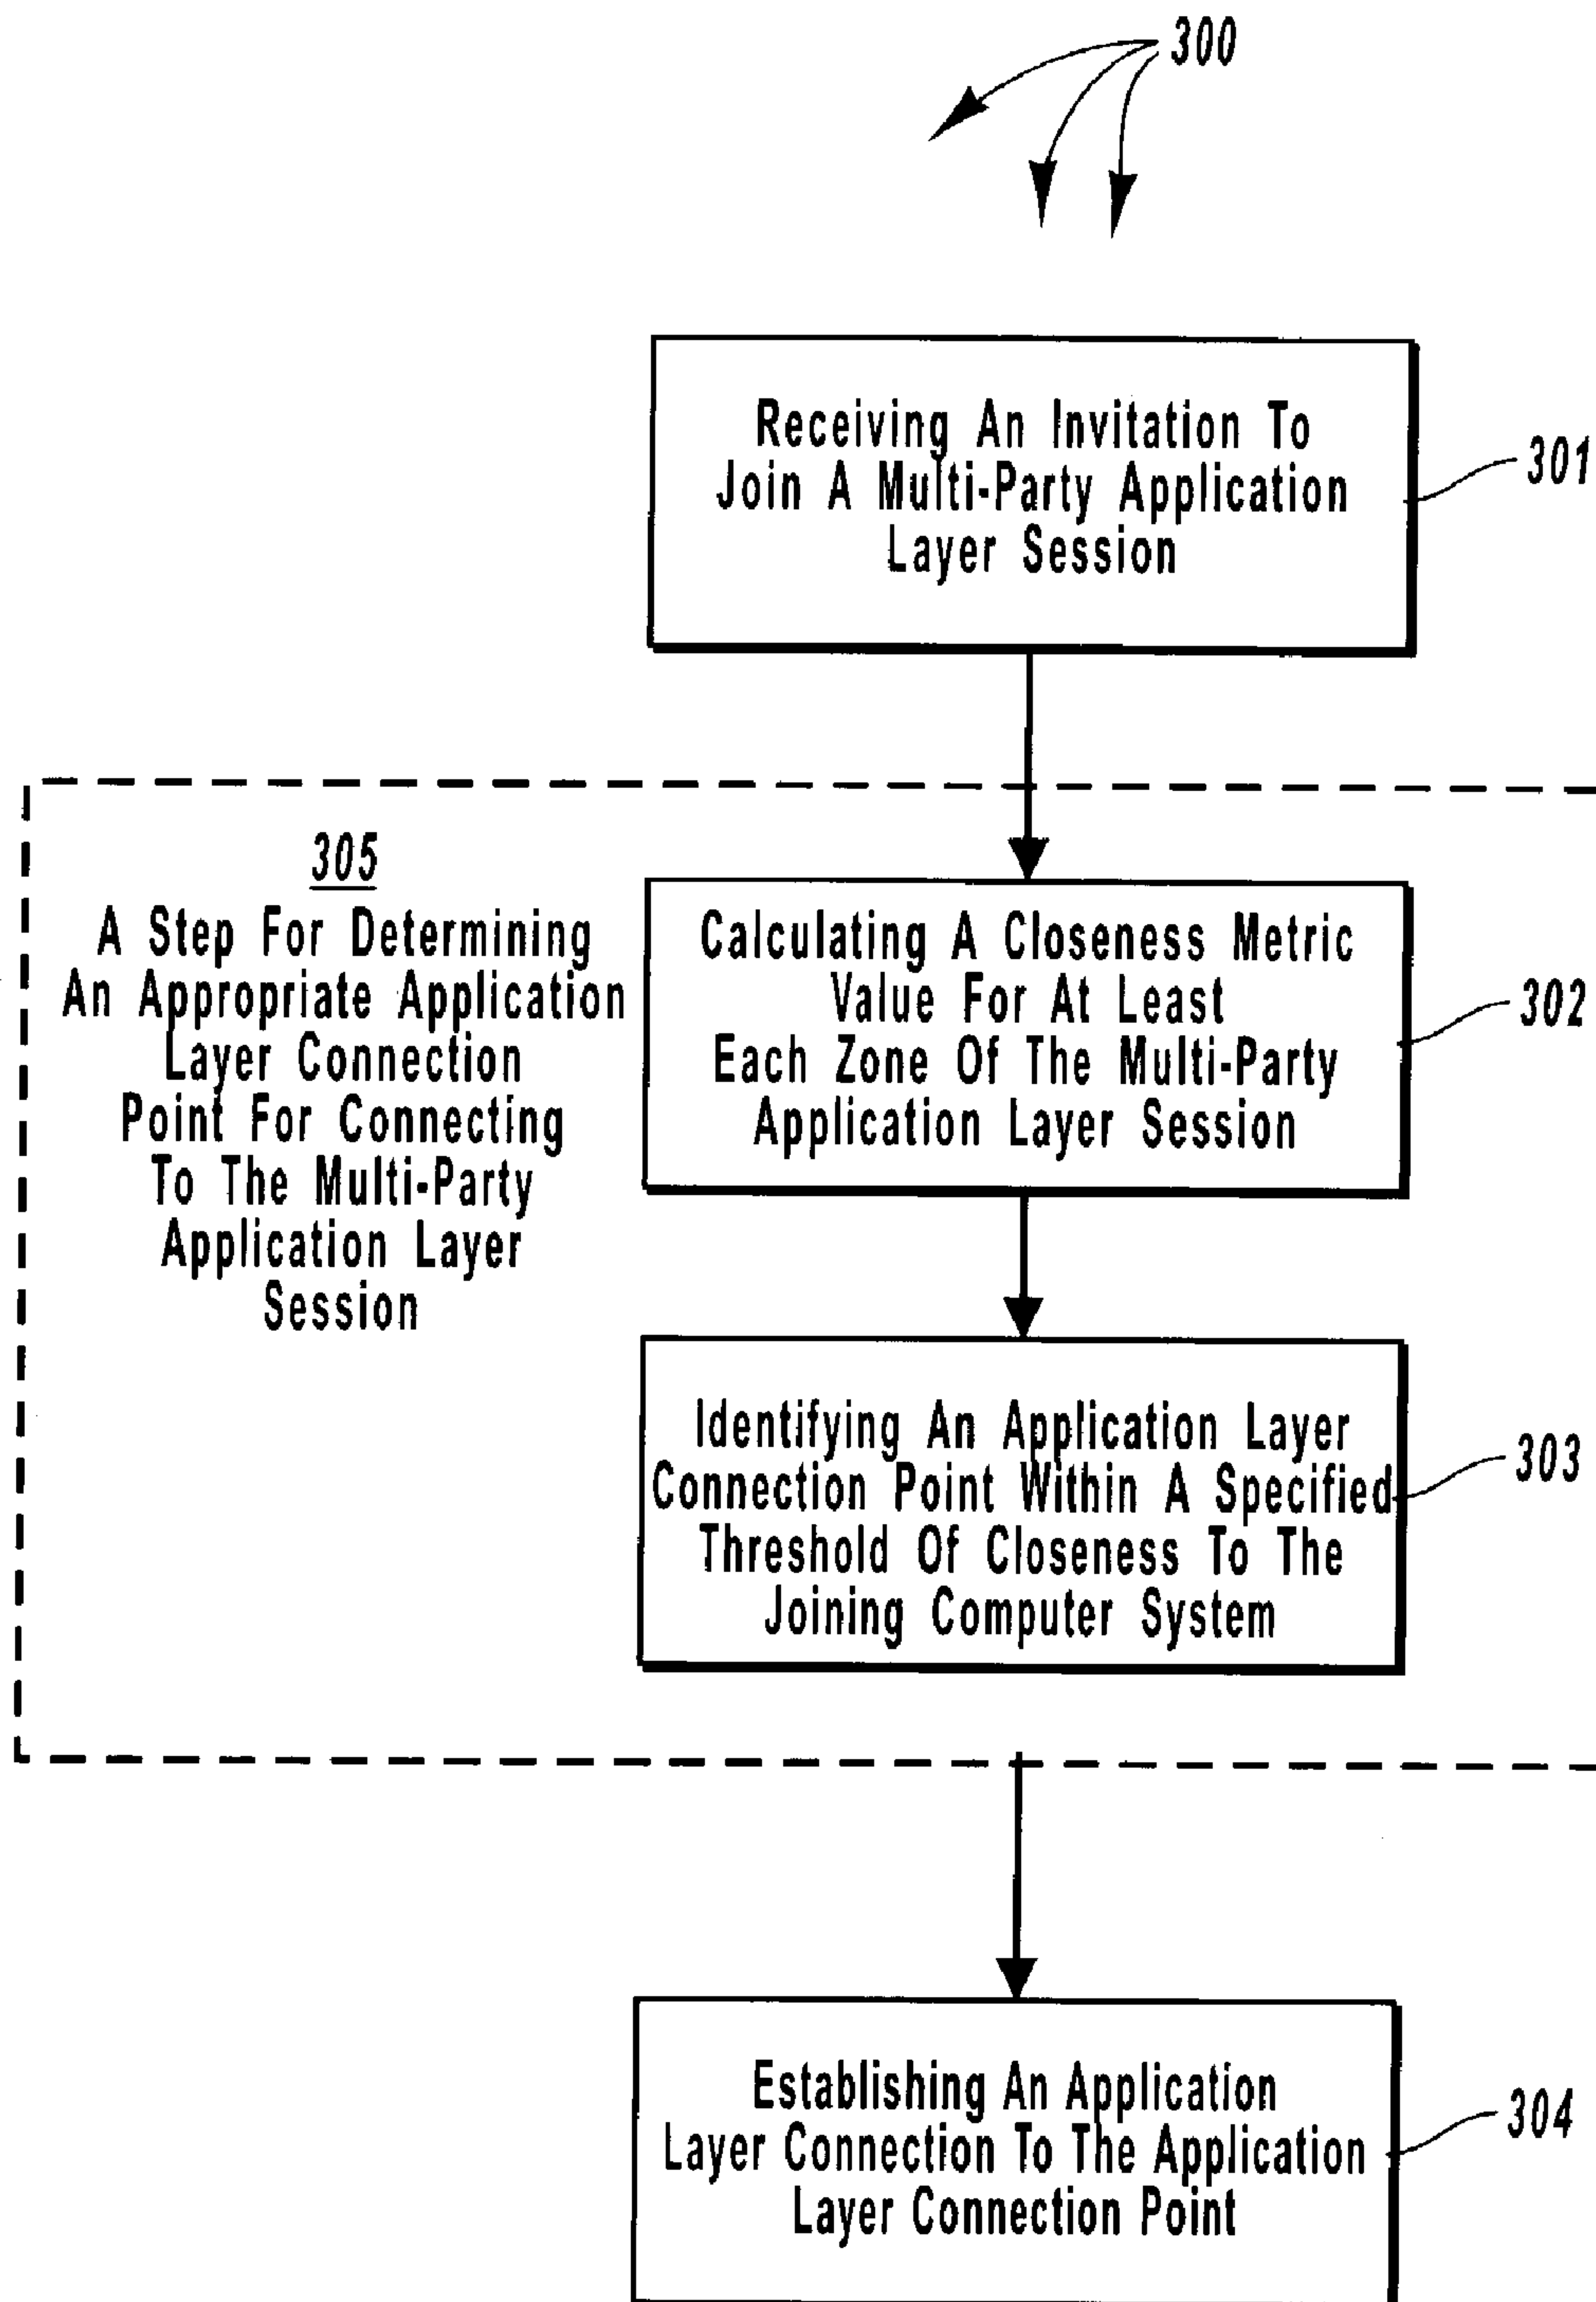 300
Receiving An Invitation To
Join A Multi-Party Application
Layer Session
301
305
A Step For Determining
An Appropriate Application
Layer Connection
Point For Connecting
To The Multi-Party
Application Layer
Session
Calculating A Closeness Metric
Value For At Least
Each Zone Of The Multi-Party
Application Layer Session
302
Identifying An Application Layer
Connection Point Within A Specified
Threshold Of Closeness To The
Joining Computer System
303
Establishing An Application
Layer Connection To The Application
Layer Connection Point
304